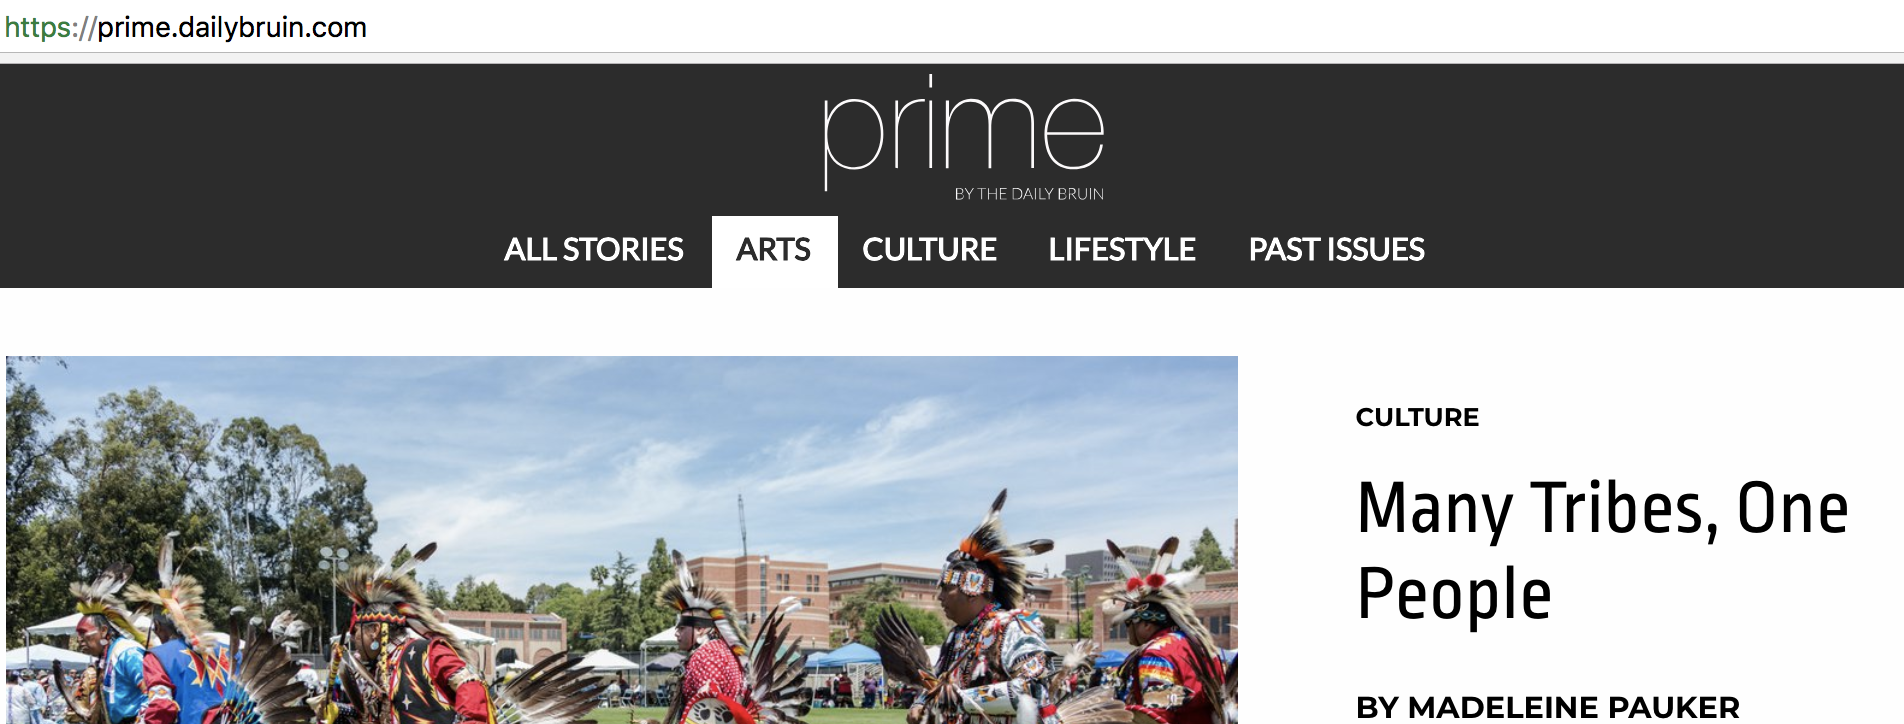 https://prime.dailybruin.com
prime
BY THE DAILY BRUIN
ALL STORIES ARTS CULTURE LIFESTYLE PAST ISSUES
CULTURE
Many Tribes, One
People
BY MADELEINE PAUKER